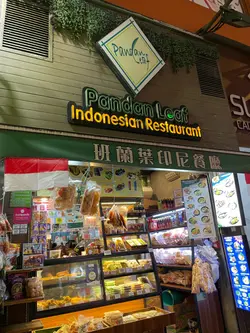 Pandan
Leaf
Pandan Leaf
Indonesian Restaurant
班蘭葉印尼餐廳